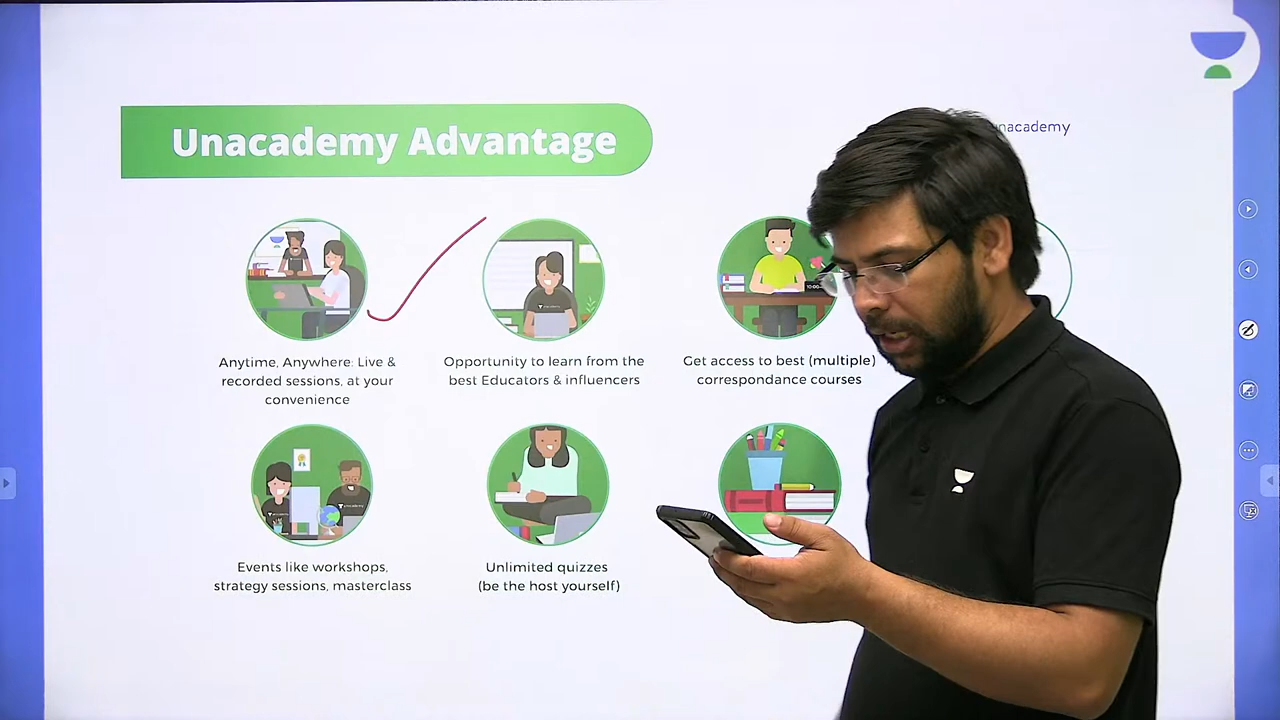 Unacademy Advantage
unacademy
Anytime, Anywhere: Live &
recorded sessions, at your
convenience
Opportunity to learn from the
best Educators & influencers
Get access to best (multiple)
correspondance courses
Events like workshops,
strategy sessions, masterclass
Unlimited quizzes
(be the host yourself)